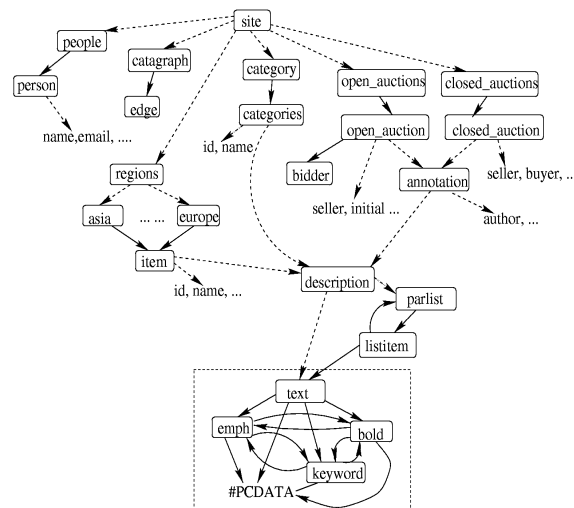 site
people
catagraph
category
open_auctions
closed_auctions
person
edge
categories
open_auction
closed_auction
name,email, ....
id, name
regions
bidder
annotation
seller, buyer, ..
asia
... ...
europe
seller, initial ...
author, ...
item
description
id, name, ...
parlist
listitem
text
emph
bold
keyword
#PCDATA